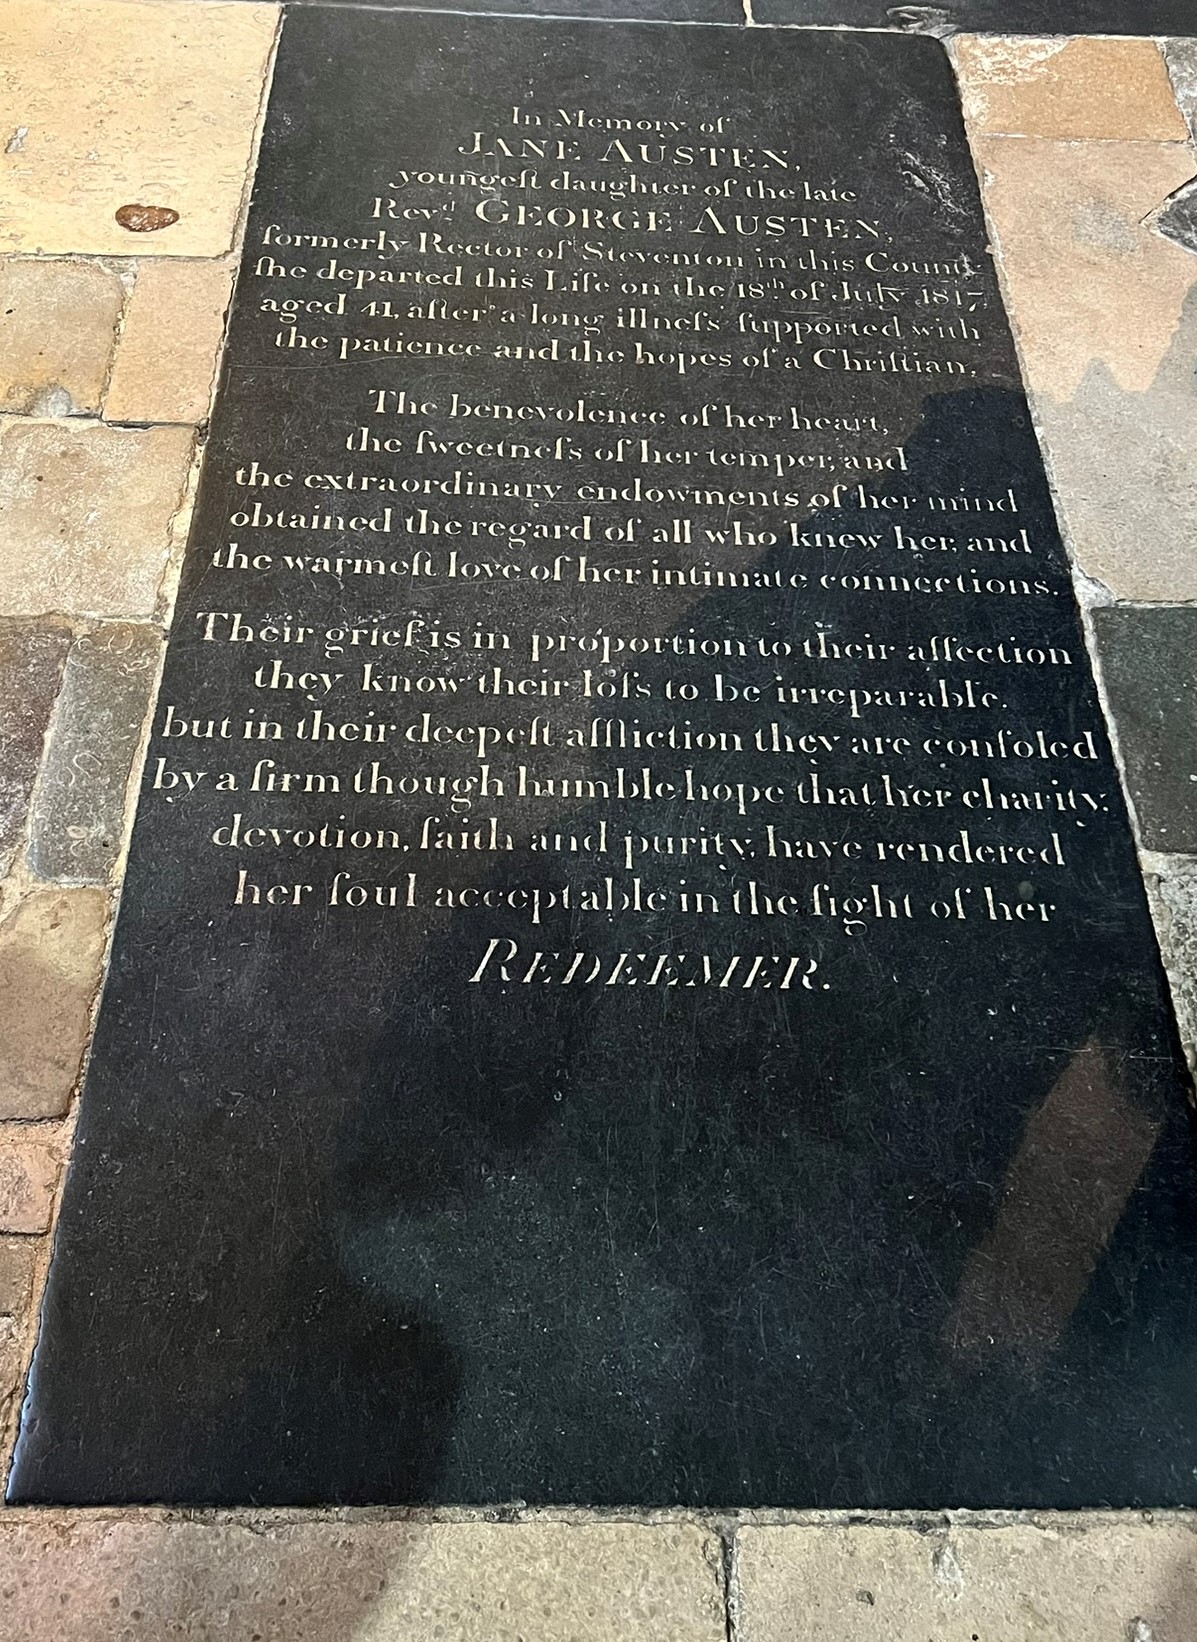 In Memory of
JANE AUSTEN,
youngeſt daughter of the late
Revd. GEORGE AUSTEN,
formerly Rector of Steventon in this County
ſhe departed this Life on the 18th of July 1817,
aged 41, after a long illneſs ſupported with
the patience and the hopes of a Chriſtian,
The benevolence of her heart,
the ſweetneſs of her temper, and
the extraordinary endowments of her mind
obtained the regard of all who knew her, and
the warmeſt love of her intimate connections.
Their grief is in proportion to their affection
they know their loſs to be irreparable.
but in their deepeſt affliction they are conſoled
by a firm though humble hope that her charity,
devotion, faith and purity, have rendered
her ſoul acceptable in the ſight of her
REDEEMER.